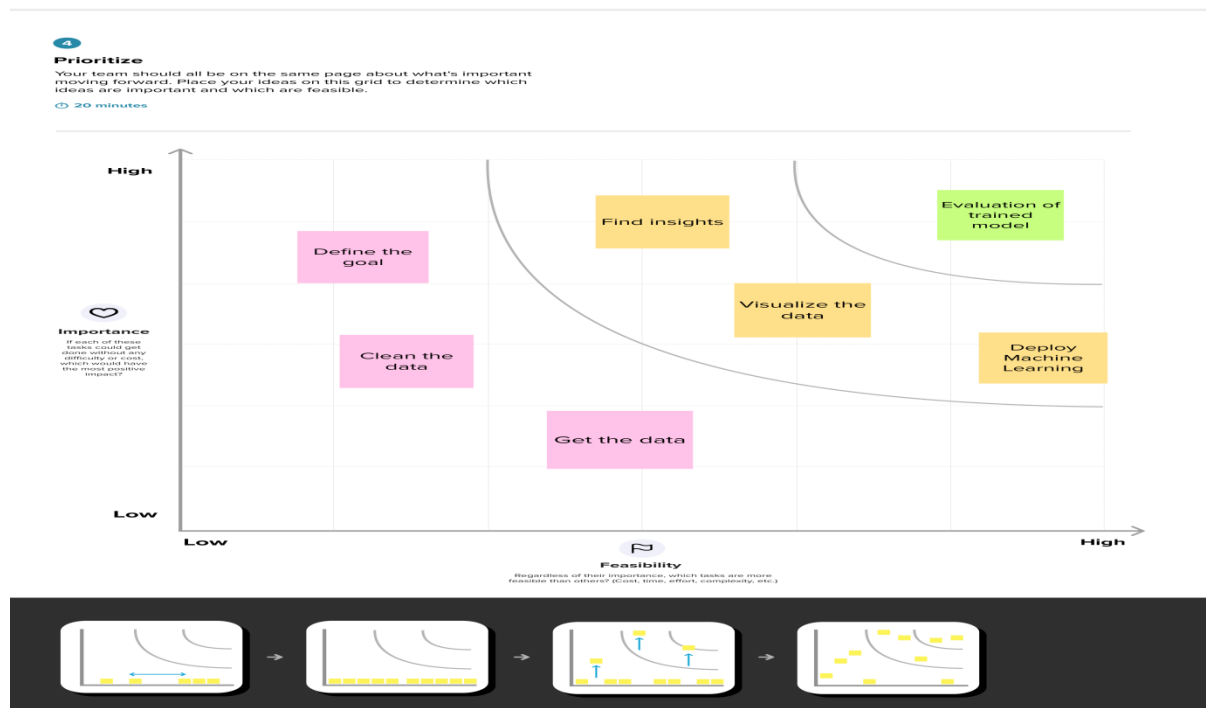 4
Prioritize
Your team should all be on the same page about what's important
moving forward. Place your ideas on this grid to determine which
ideas are important and which are feasible.
20 minutes
High
Evaluation of
trained
model
Find insights
Define the
goal
Visualize the
data
Importance
If each of these
tasks could get
done without any
difficulty or cost,
which would have
the most positive
impact?
Clean the
data
Deploy
Machine
Learning
Get the data
Low
Low
High
Feasibility
Regardless of their importance, which tasks are more
feasible than others? (Cost, time, effort, complexity, etc.)